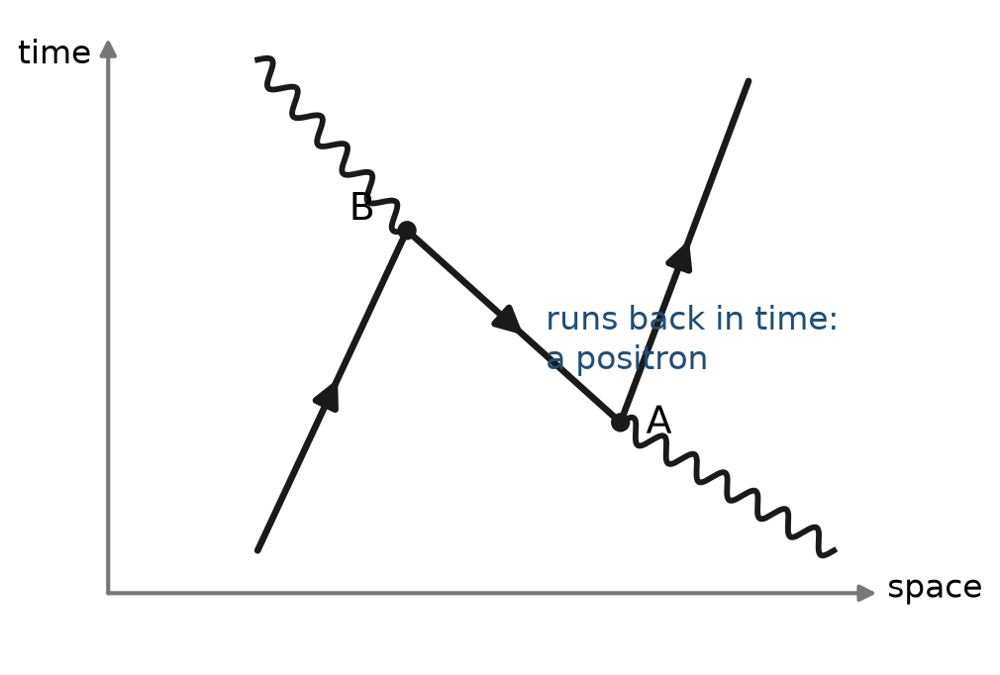 time
B
runs back in time:
a positron
A
space